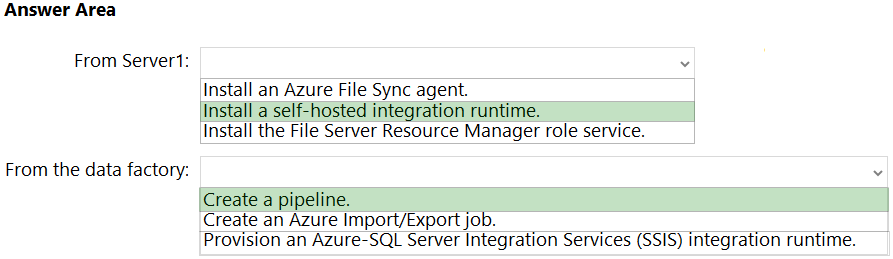 Answer Area
From Server1:
Install an Azure File Sync agent.
Install a self-hosted integration runtime.
Install the File Server Resource Manager role service.
From the data factory:
Create a pipeline.
Create an Azure Import/Export job.
Provision an Azure-SQL Server Integration Services (SSIS) integration runtime.